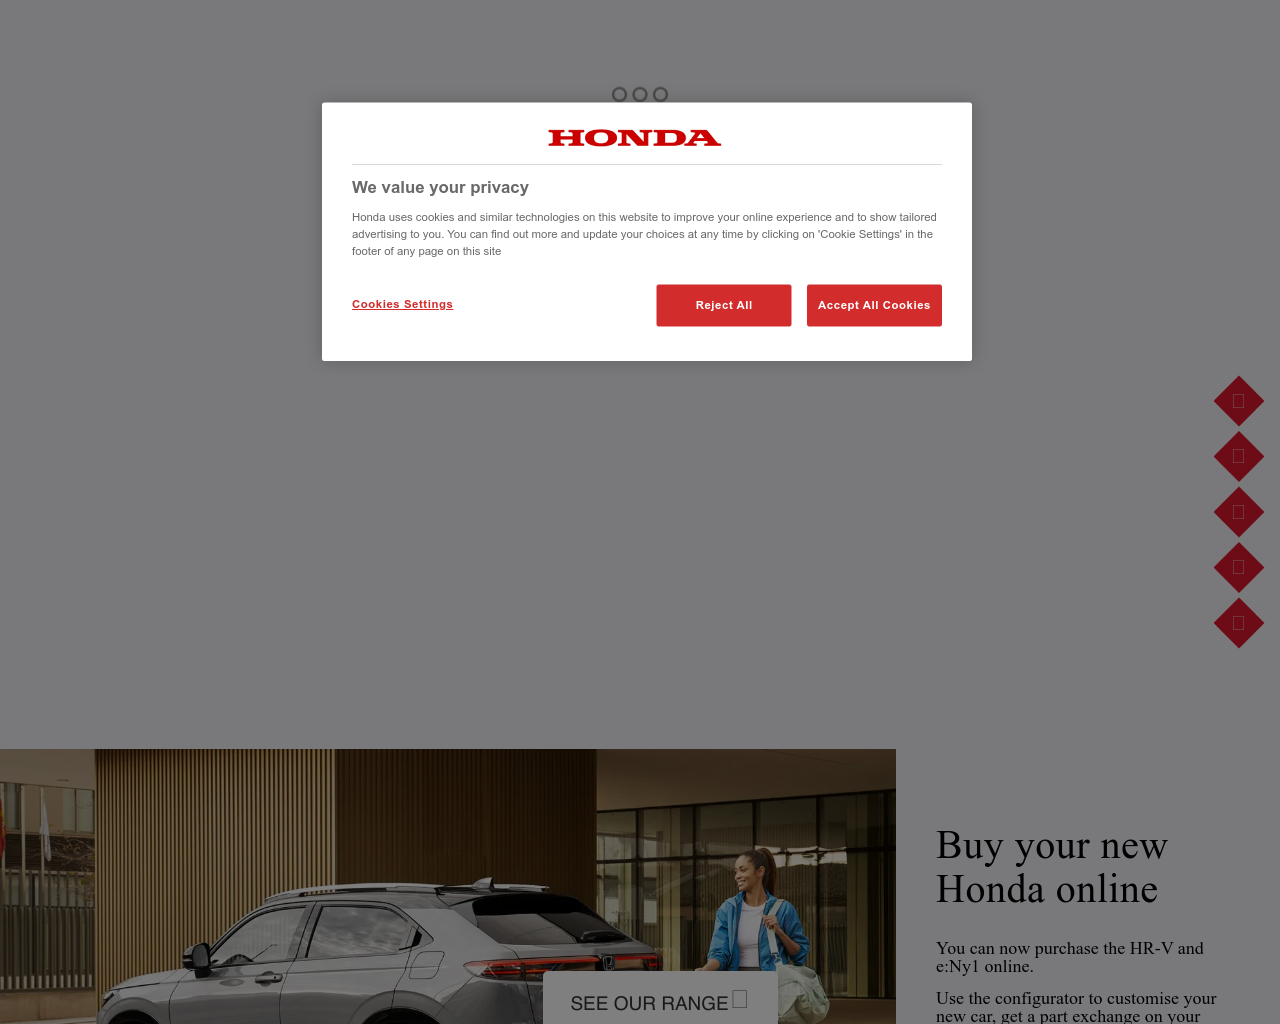 HONDA
We value your privacy
Honda uses cookies and similar technologies on this website to improve your online experience and to show tailored
advertising to you. You can find out more and update your choices at any time by clicking on 'Cookie Settings' in the
footer of any page on this site
Cookies Settings
Reject All
Accept All Cookies
Buy your new
Honda online
You can now purchase the HR-V and
e:Ny1 online.
Use the configurator to customise your
new car, get a part exchange on your
SEE OUR RANGE